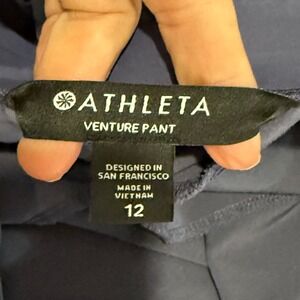 ATHLETA
VENTURE PANT
DESIGNED IN
SAN FRANCISCO
MADE IN
VIETNAM
12